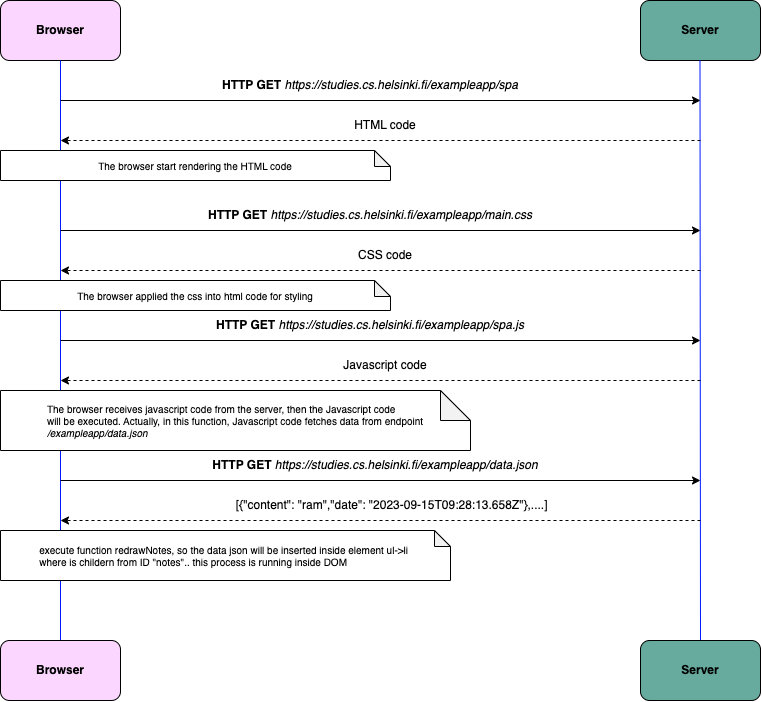 Browser
Server
HTTP GET https://studies.cs.helsinki.fi/exampleapp/spa
HTML code
The browser start rendering the HTML code
HTTP GET https://studies.cs.helsinki.fi/exampleapp/main.css
CSS code
The browser applied the css into html code for styling
HTTP GET https://studies.cs.helsinki.fi/exampleapp/spa.js
Javascript code
The browser receives javascript code from the server, then the Javascript code
will be executed. Actually, in this function, Javascript code fetches data from endpoint
/exampleapp/data.json
HTTP GET https://studies.cs.helsinki.fi/exampleapp/data.json
[{"content": "ram","date": "2023-09-15T09:28:13.658Z"},....]
execute function redrawNotes, so the data json will be inserted inside element ul->li
where is childern from ID "notes".. this process is running inside DOM
Browser
Server